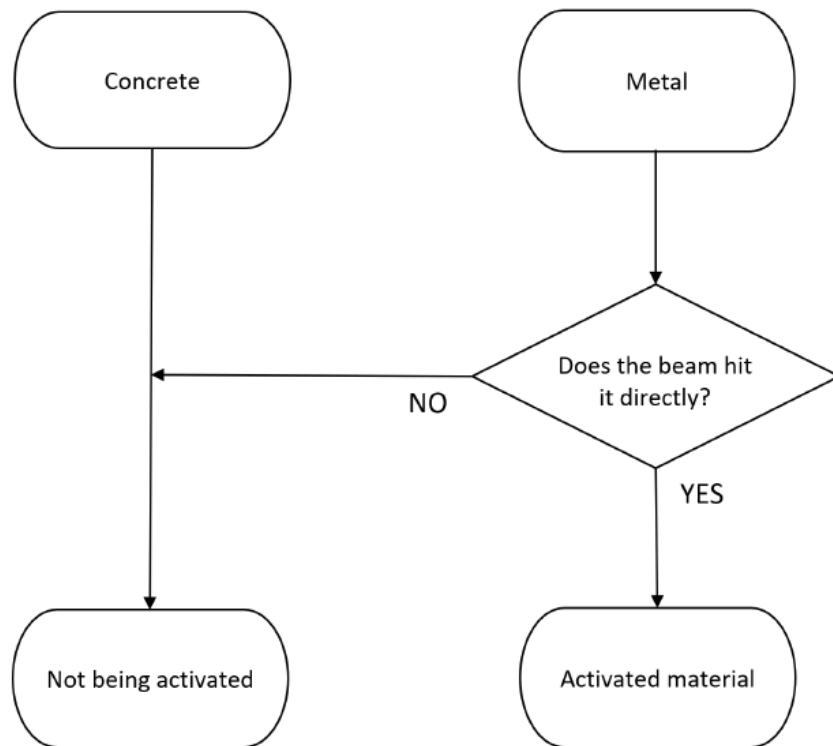 Concrete
Metal
Does the beam hit
it directly?
NO
YES
Not being activated
Activated material